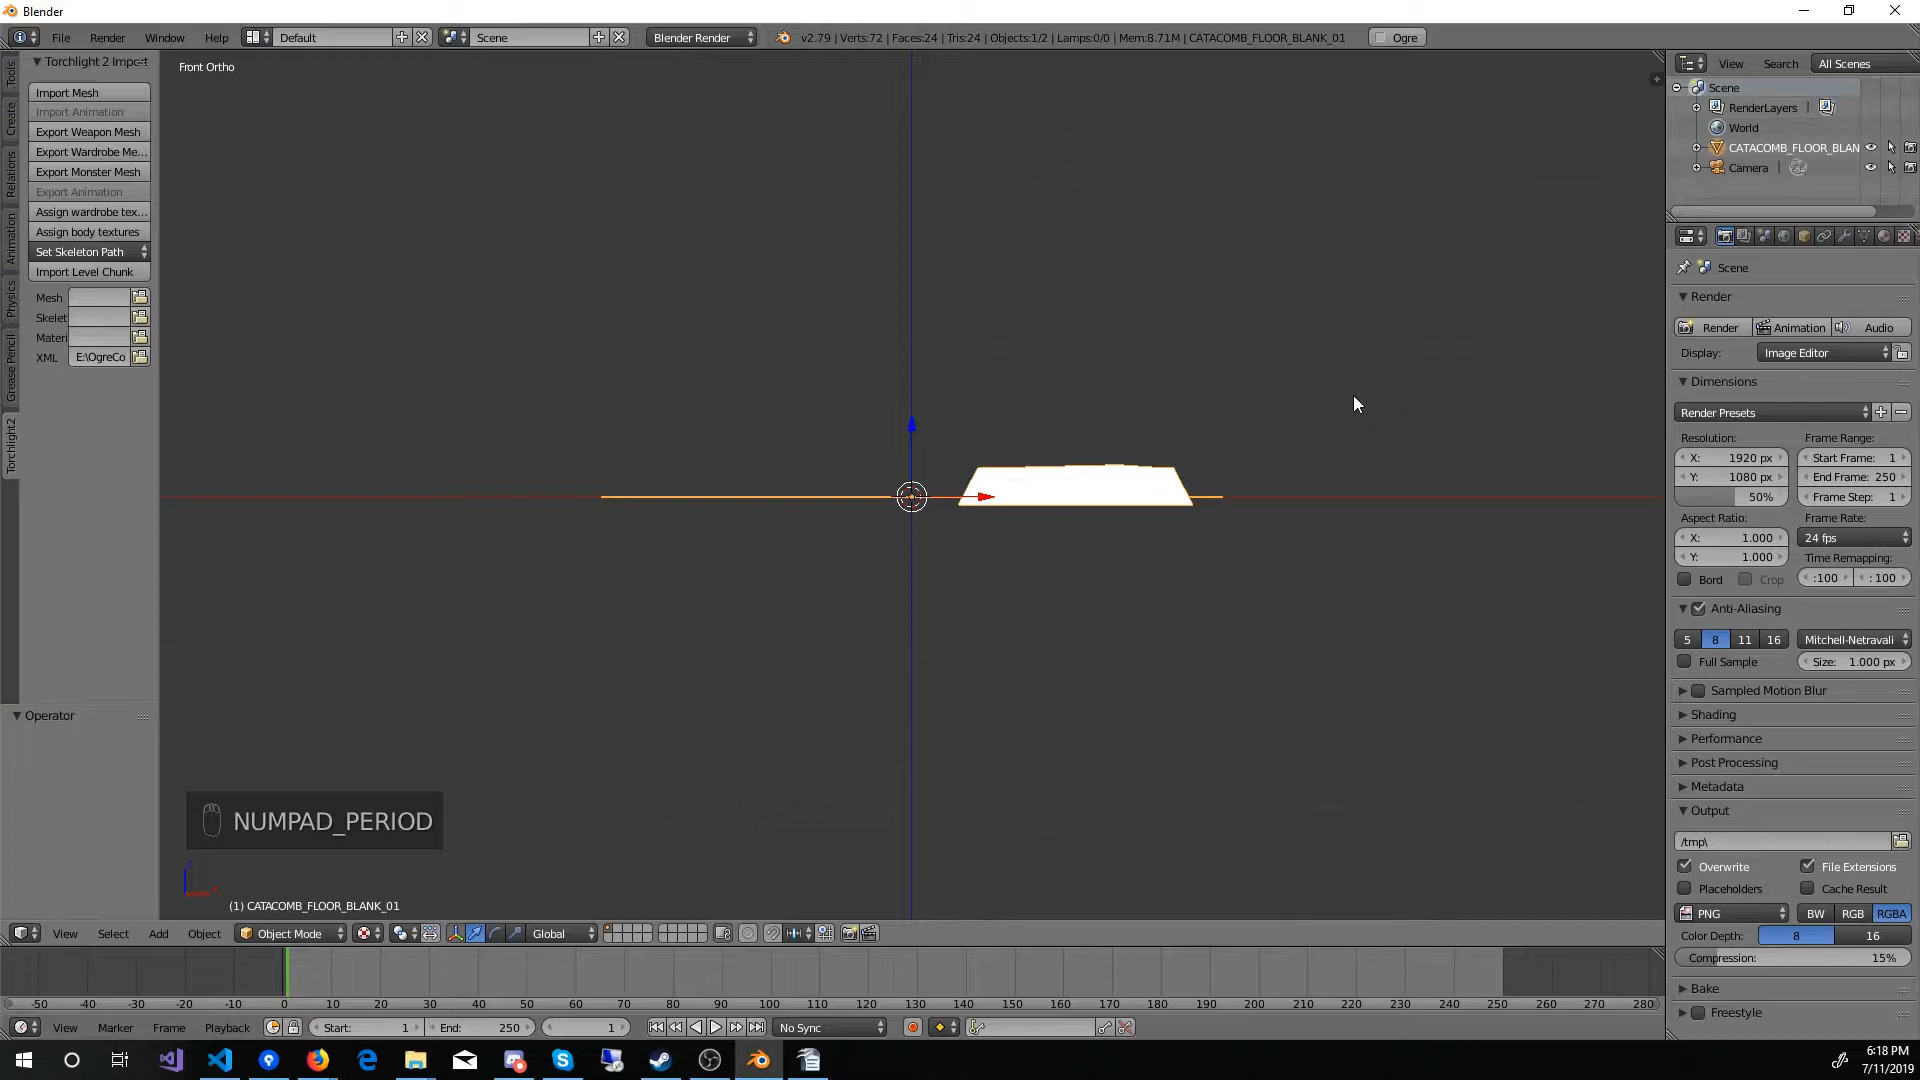 Blender
File Render Window Help Default Scene Blender Render v2.79 | Verts:72 | Faces:24 | Tris:24 | Objects:1/2 | Lamps:0/0 | Mem:8.71M | CATACOMB_FLOOR_BLANK_01 Ogre
Torchlight 2 Import
Import Mesh
Import Animation
Export Weapon Mesh
Export Wardrobe Me...
Export Monster Mesh
Export Animation
Assign wardrobe tex...
Assign body textures
Set Skeleton Path
Import Level Chunk
Mesh
Skelet
Materi
XML E:\OgreCo
Tools
Create
Relations
Animation
Physics
Grease Pencil
Torchlight2
Operator
Front Ortho
NUMPAD_PERIOD
(1) CATACOMB_FLOOR_BLANK_01
View Select Add Object Object Mode Global
View Search All Scenes
Scene
RenderLayers
World
CATACOMB_FLOOR_BLAN
Camera
Scene
Render
Render Animation Audio
Display: Image Editor
Dimensions
Render Presets
Resolution: Frame Range:
X: 1920 px Start Frame: 1
Y: 1080 px End Frame: 250
50% Frame Step: 1
Aspect Ratio: Frame Rate:
X: 1.000 24 fps
Y: 1.000 Time Remapping:
Bord Crop :100 : 100
Anti-Aliasing
5 8 11 16 Mitchell-Netravali
Full Sample Size: 1.000 px
Sampled Motion Blur
Shading
Performance
Post Processing
Metadata
Output
/tmp\
Overwrite File Extensions
Placeholders Cache Result
PNG BW RGB RGBA
Color Depth: 8 16
Compression: 15%
Bake
Freestyle
-50 -40 -30 -20 -10 0 10 20 30 40 50 60 70 80 90 100 110 120 130 140 150 160 170 180 190 200 210 220 230 240 250 260 270 280
View Marker Frame Playback Start: 1 End: 250 1 No Sync
6:18 PM
7/11/2019